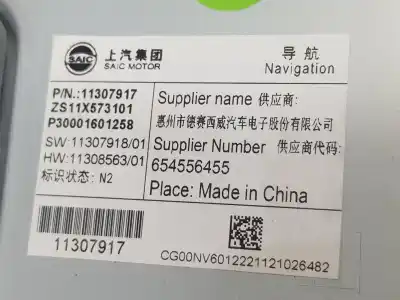 SAIC
上汽集团
SAIC MOTOR
导航
Navigation
P/N.:11307917
ZS11X573101
P30001601258
SW:11307918/01
HW:11308563/01
标识状态: N2
Supplier name 供应商:
惠州市德赛西威汽车电子股份有限公司
Supplier Number 供应商代码:
654556455
Place: Made in China
11307917
CG00NV6012221121026482